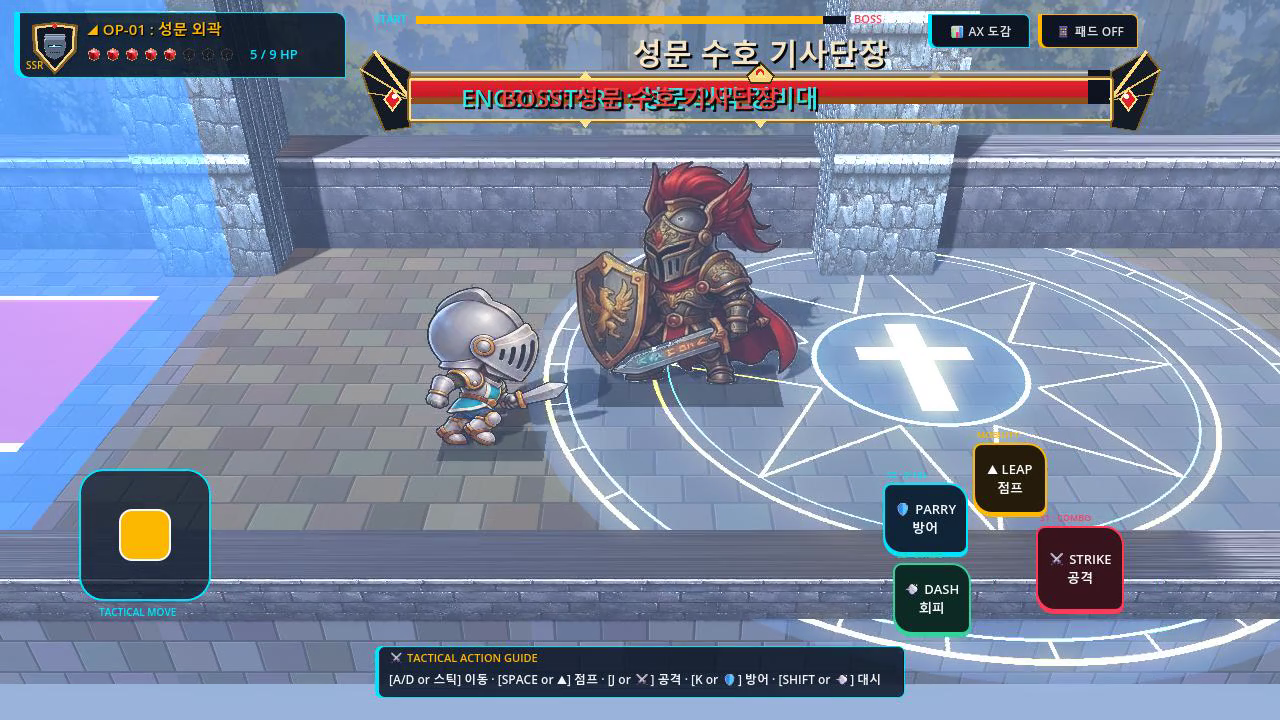 START
BOSS
OP-01 : 성문 외곽
5 / 9 HP
SSR
성문 수호 기사단장
AX 도감
패드 OFF
▲ LEAP
점프
PARRY
방어
COMBO
STRIKE
공격
DASH
회피
TACTICAL MOVE
TACTICAL ACTION GUIDE
[A/D or 스틱] 이동 · [SPACE or ▲] 점프 · [J or ⚔] 공격 · [K or 🛡] 방어 · [SHIFT or 💨] 대시